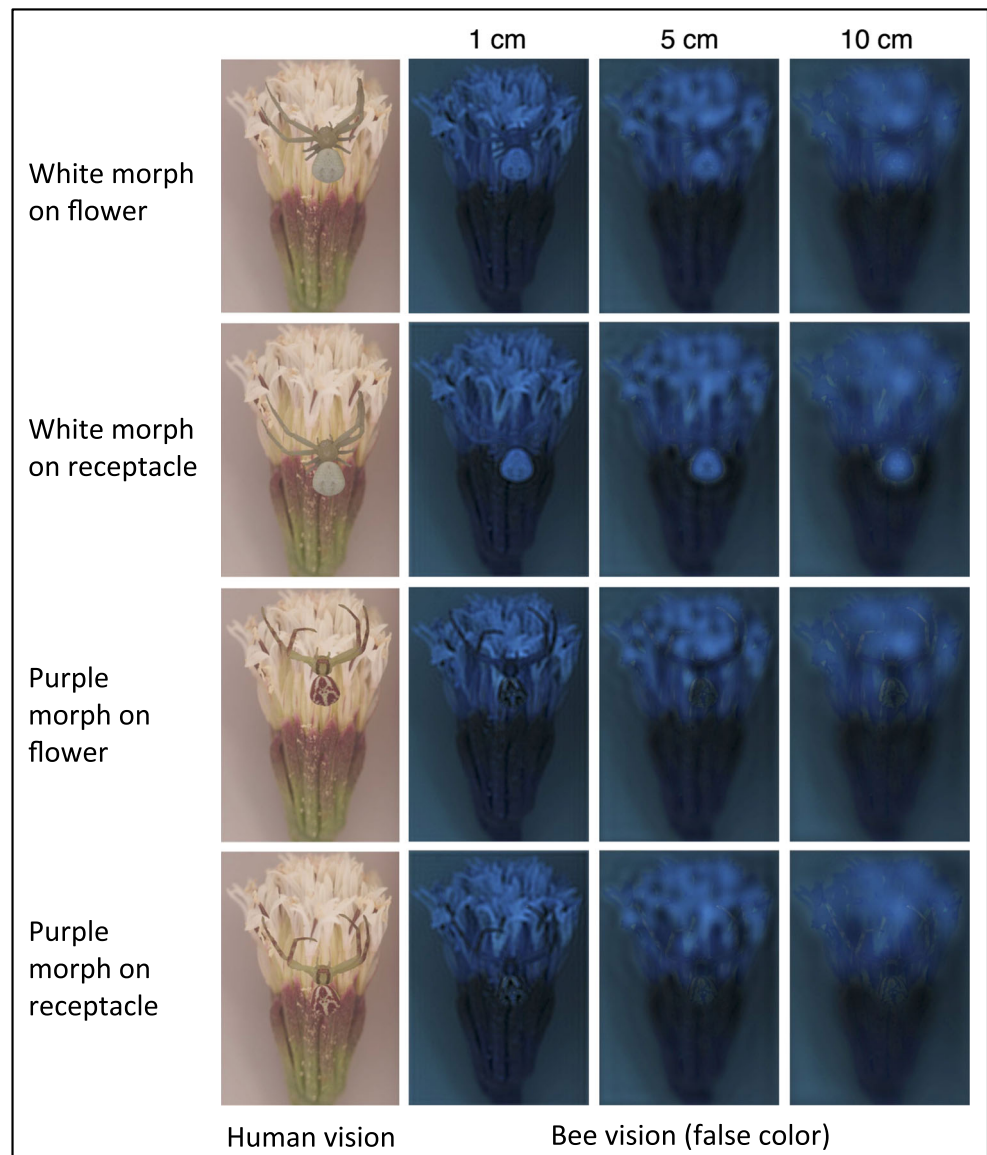 1 cm
5 cm
10 cm
White morph
on flower
White morph
on receptacle
Purple
morph on
flower
Purple
morph on
receptacle
Human vision
Bee vision (false color)